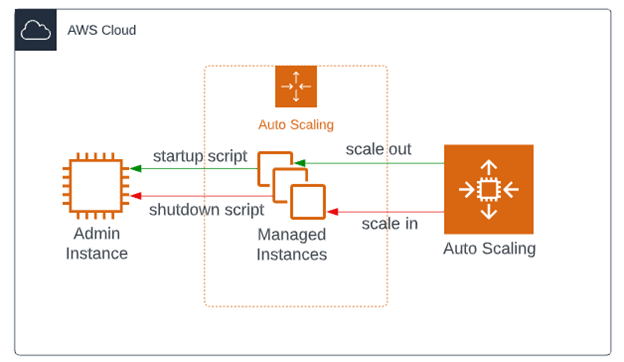 AWS Cloud
Auto Scaling
startup script
scale out
shutdown script
scale in
Admin
Instance
Managed
Instances
Auto Scaling